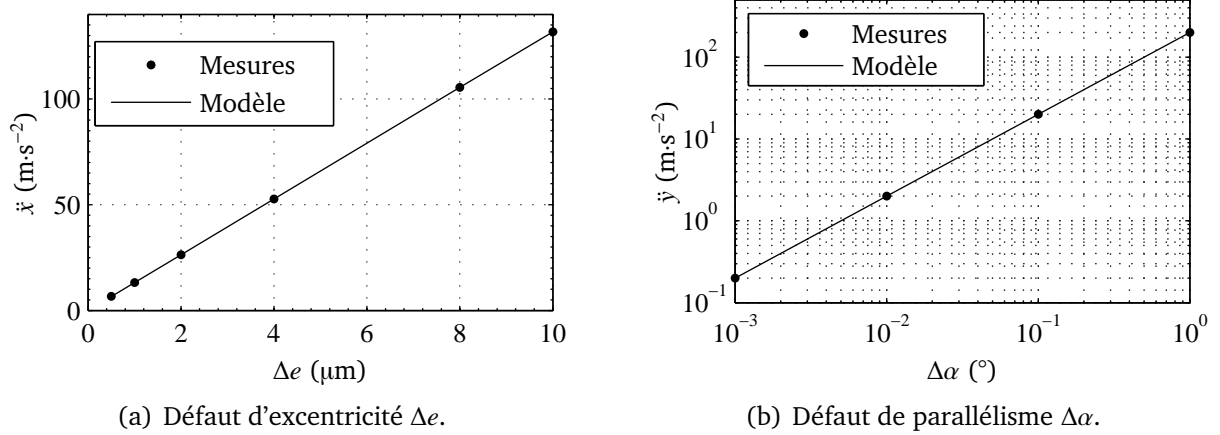 Mesures
Modèle
100
50
0
ẍ (m·s⁻²)
0 2 4 6 8 10
Δe (μm)
(a) Défaut d'excentricité Δe.
Mesures
Modèle
10²
10¹
10⁰
10⁻¹
ÿ (m·s⁻²)
10⁻³ 10⁻² 10⁻¹ 10⁰
Δα (°)
(b) Défaut de parallélisme Δα.